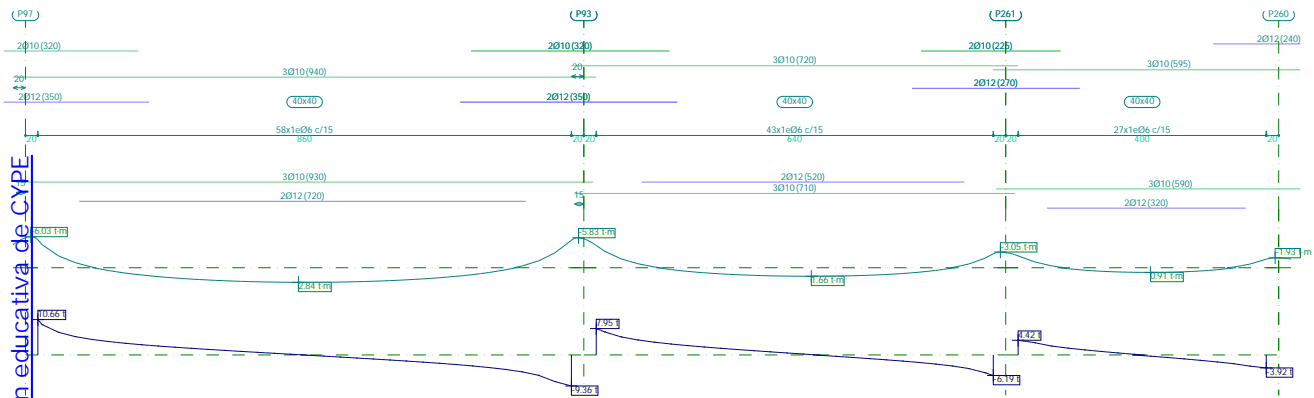 P97 P93 P261 P260
2Ø12 (240)
2Ø10 (320) 2Ø10 (320) 2Ø10 (225)
3Ø10 (720)
3Ø10 (595)
3Ø10 (940)
20 20
2Ø12 (270)
2Ø12 (350) 40x40 2Ø12 (350) 40x40 40x40
58x1eØ6 c/15 43x1eØ6 c/15 27x1eØ6 c/15
20 860 20 20 640 20 20 400 20
3Ø10 (930) 2Ø12 (520)
3Ø10 (590)
15 3Ø10 (710)
2Ø12 (720) 2Ø12 (320)
n educativa de CYPE
-6.03 t·m -5.83 t·m
-3.05 t·m
-1.93 t·m
2.84 t·m 1.66 t·m 0.91 t·m
10.66 t
7.95 t
4.42 t
-9.36 t -6.19 t -3.92 t